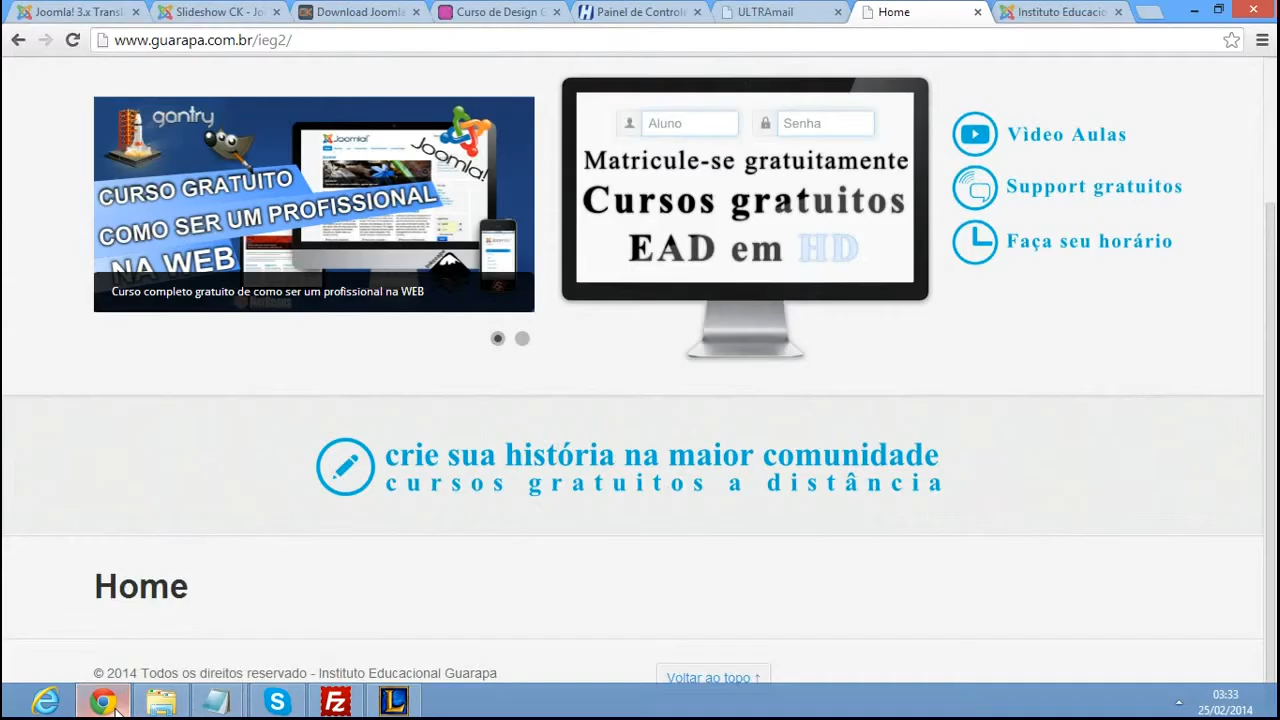 Joomla! 3.x Transl
Slideshow CK - Jo
Download Joomla
Curso de Design G
Painel de Control
ULTRAmail
Home
Instituto Educacio
www.guarapa.com.br/ieg2/
gantry
Joomla!
Joomla!
CURSO GRATUITO
COMO SER UM PROFISSIONAL
NA WEB
Curso completo gratuito de como ser um profissional na WEB
Aluno
Senha
Matricule-se gratuitamente
Cursos gratuitos
EAD em HD
Vìdeo Aulas
Support gratuitos
Faça seu horário
crie sua história na maior comunidade
cursos gratuitos a distância
Home
© 2014 Todos os direitos reservado - Instituto Educacional Guarapa
Voltar ao topo ↑
03:33
25/02/2014